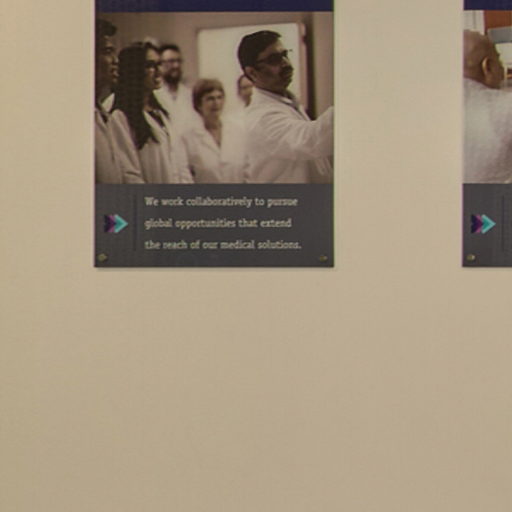 We work collaboratively to pursue
global opportunities that extend
the reach of our medical solutions.